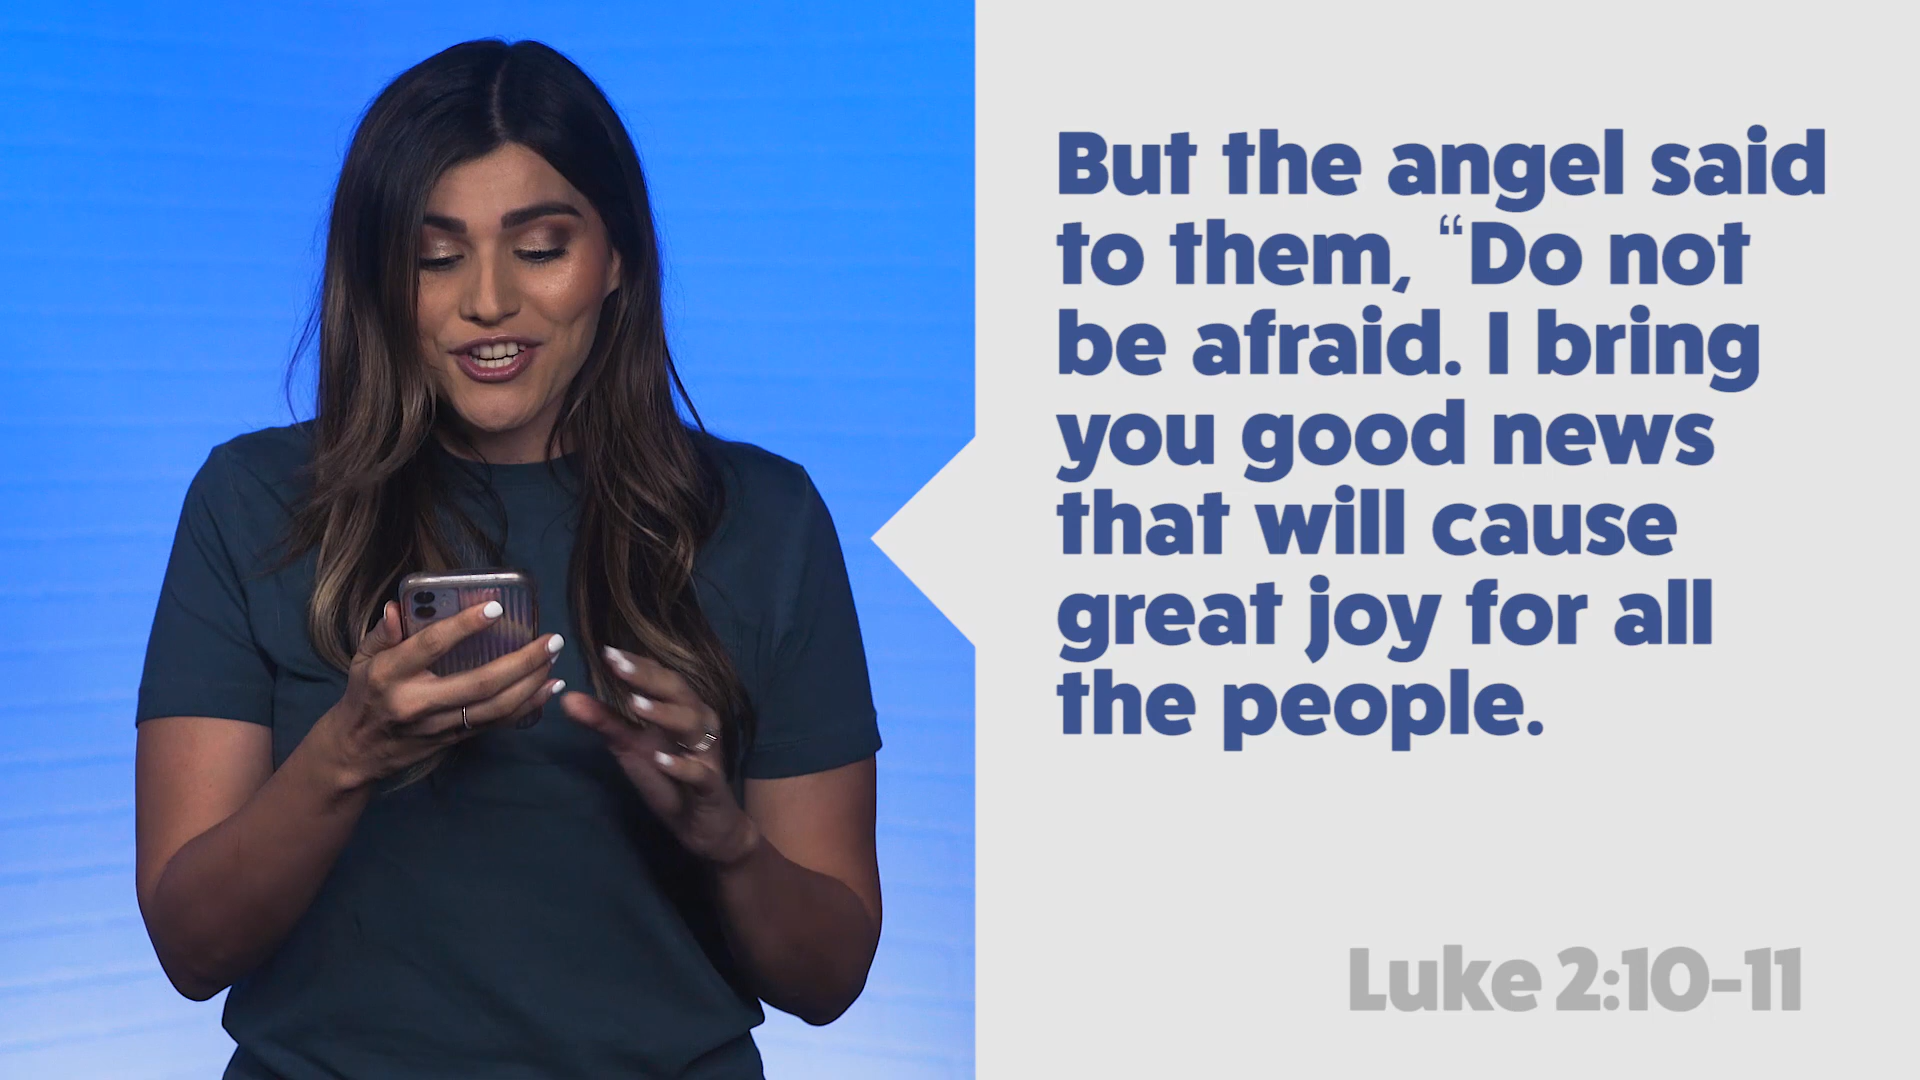 But the angel said
to them, “Do not
be afraid. I bring
you good news
that will cause
great joy for all
the people.
Luke 2:10-11